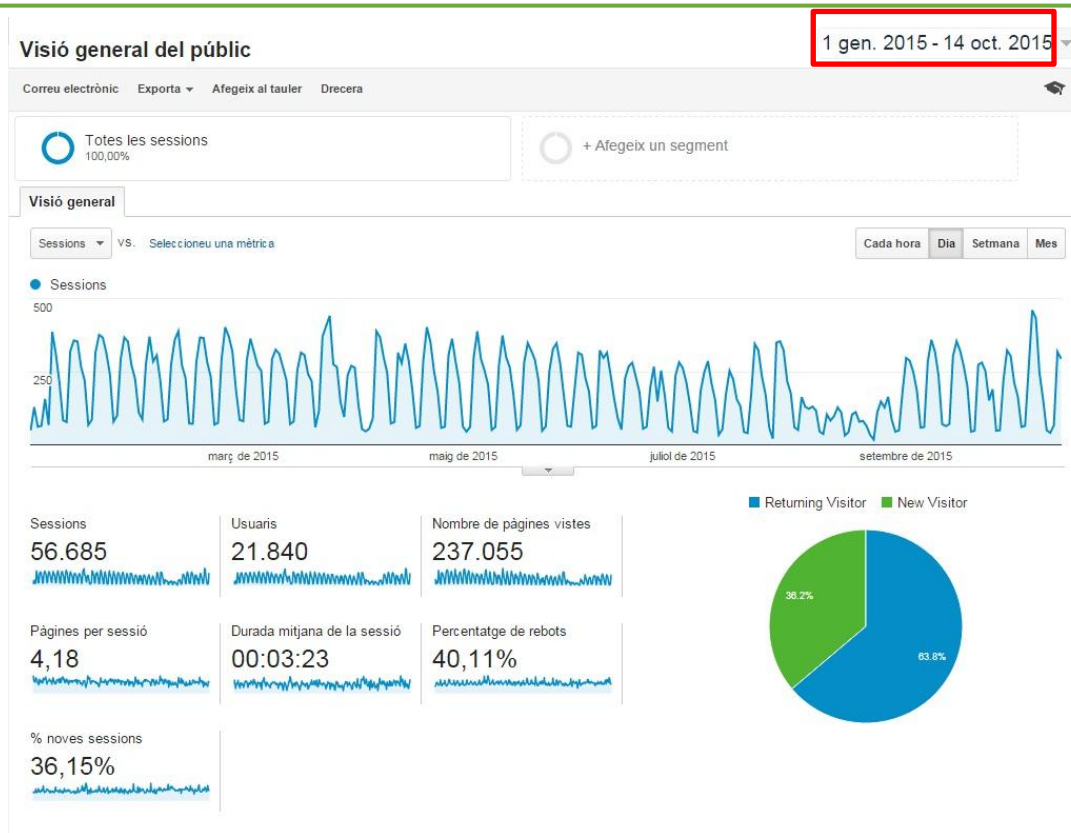 Visió general del públic
1 gen. 2015 - 14 oct. 2015
Correu electrònic Exporta Afegeix al tauler Drecera
Totes les sessions
100,00%
+ Afegeix un segment
Visió general
Sessions VS. Seleccioneu una mètrica
Cada hora Dia Setmana Mes
Sessions
500
250
març de 2015 maig de 2015 juliol de 2015 setembre de 2015
Returning Visitor New Visitor
Sessions Usuaris Nombre de pàgines vistes
56.685 21.840 237.055
36.2%
63.8%
Pàgines per sessió Durada mitjana de la sessió Percentatge de rebots
4,18 00:03:23 40,11%
% noves sessions
36,15%